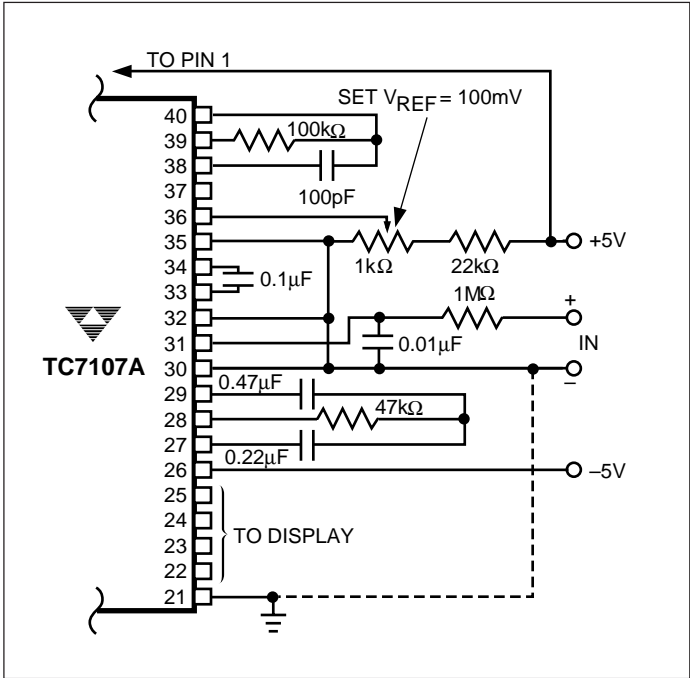 TO PIN 1
SET VREF = 100mV
40
39
100kΩ
38
100pF
37
36
35
+5V
1kΩ
22kΩ
34
0.1µF
33
1MΩ
32
+
31
0.01µF
IN
TC7107A
30
–
29
0.47µF
28
47kΩ
27
0.22µF
26
–5V
25
24
TO DISPLAY
23
22
21